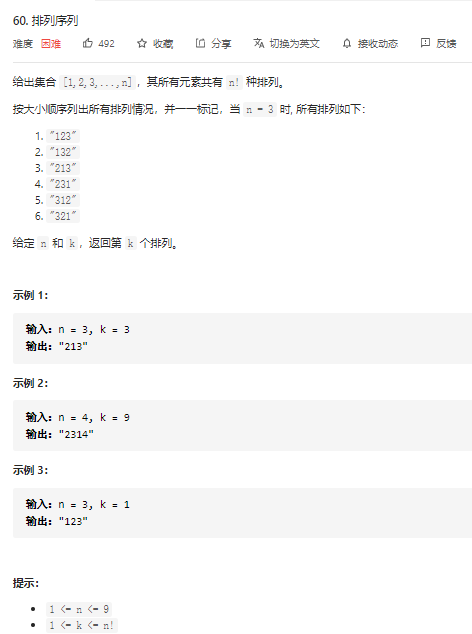 60. 排列序列
难度 困难 492 收藏 分享 切换为英文 接收动态 反馈
给出集合 [1,2,3,...,n]，其所有元素共有 n! 种排列。
按大小顺序列出所有排列情况，并一一标记，当 n = 3 时, 所有排列如下：
1. "123"
2. "132"
3. "213"
4. "231"
5. "312"
6. "321"
给定 n 和 k，返回第 k 个排列。
示例 1：
输入：n = 3, k = 3
输出："213"
示例 2：
输入：n = 4, k = 9
输出："2314"
示例 3：
输入：n = 3, k = 1
输出："123"
提示：
• 1 <= n <= 9
• 1 <= k <= n!